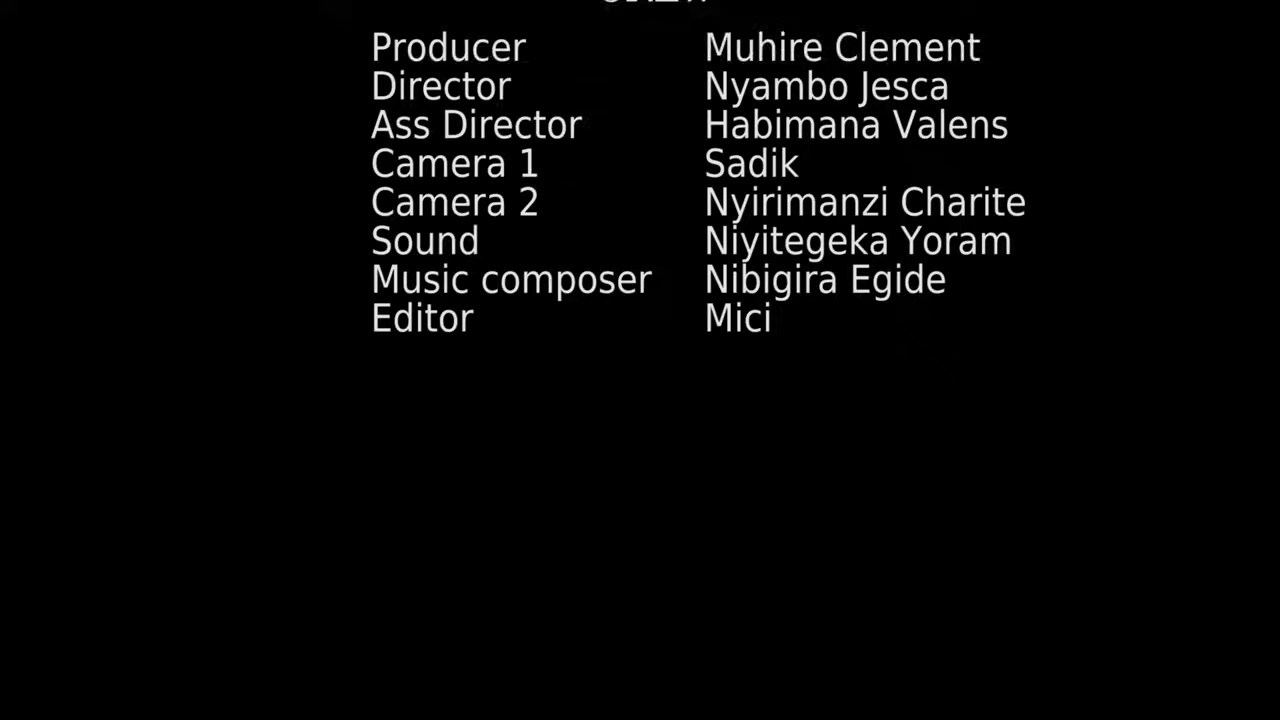 Producer Muhire Clement
Director Nyambo Jesca
Ass Director Habimana Valens
Camera 1 Sadik
Camera 2 Nyirimanzi Charite
Sound Niyitegeka Yoram
Music composer Nibigira Egide
Editor Mici